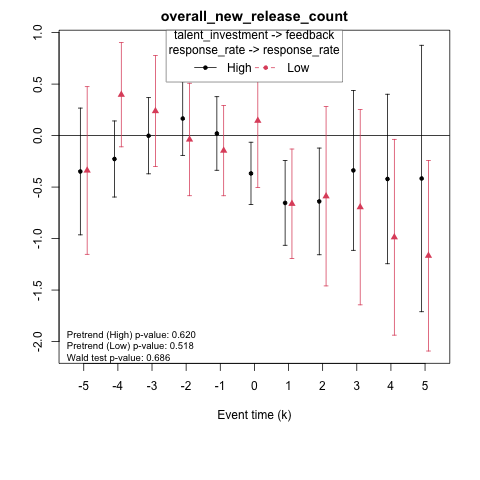 overall_new_release_count
talent_investment -> feedback
response_rate -> response_rate
High Low
1.0
0.5
0.0
-0.5
-1.0
-1.5
-2.0
Pretrend (High) p-value: 0.620
Pretrend (Low) p-value: 0.518
Wald test p-value: 0.686
-5 -4 -3 -2 -1 0 1 2 3 4 5
Event time (k)